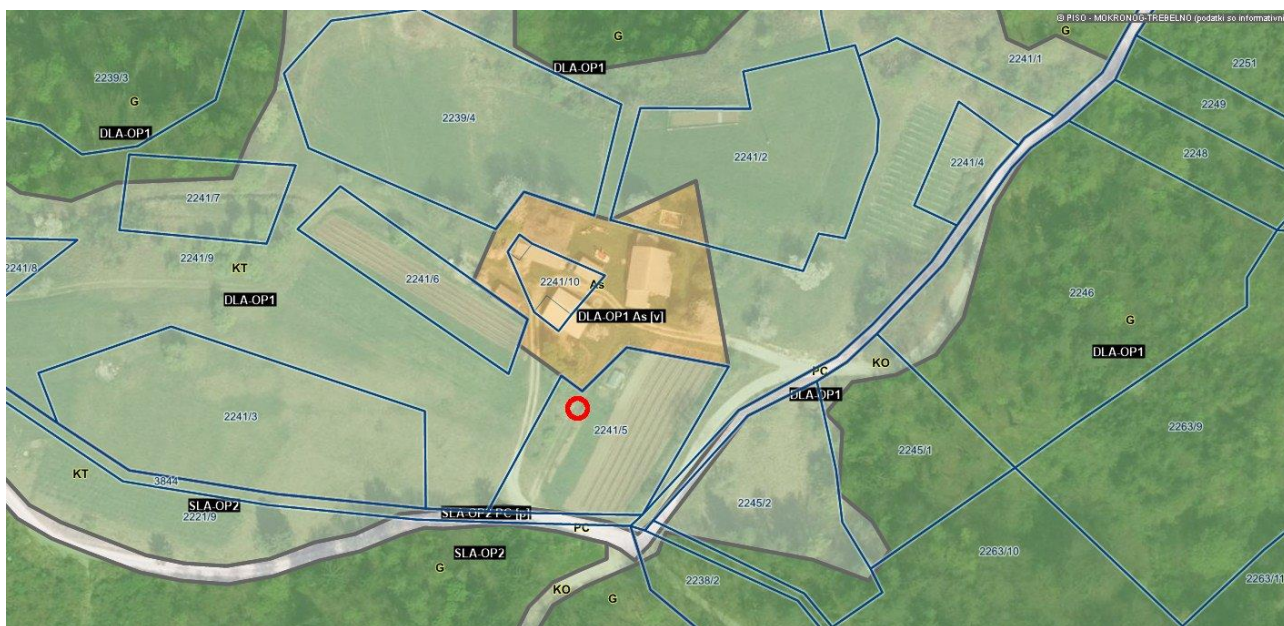 © PISO - MOKRONOG-TREBELNO (podatki so informativni
G
G
2241/1
2251
DLA-OP1
2239/3
G
2249
DLA-OP1
2239/4
2241/2
2241/4
2248
2241/7
2241/9
KT
2241/8
2241/6
2241/10
As
DLA-OP1
DLA-OP1 As [v]
2246
G
DLA-OP1
PC
KO
DLA-OP1
2241/3
2241/5
2263/9
2245/1
KT
3844
SLA-OP2
2221/9
SLA-OP2 PC [p]
PC
2245/2
SLA-OP2
G
2263/10
2238/2
2263/11
KO
G